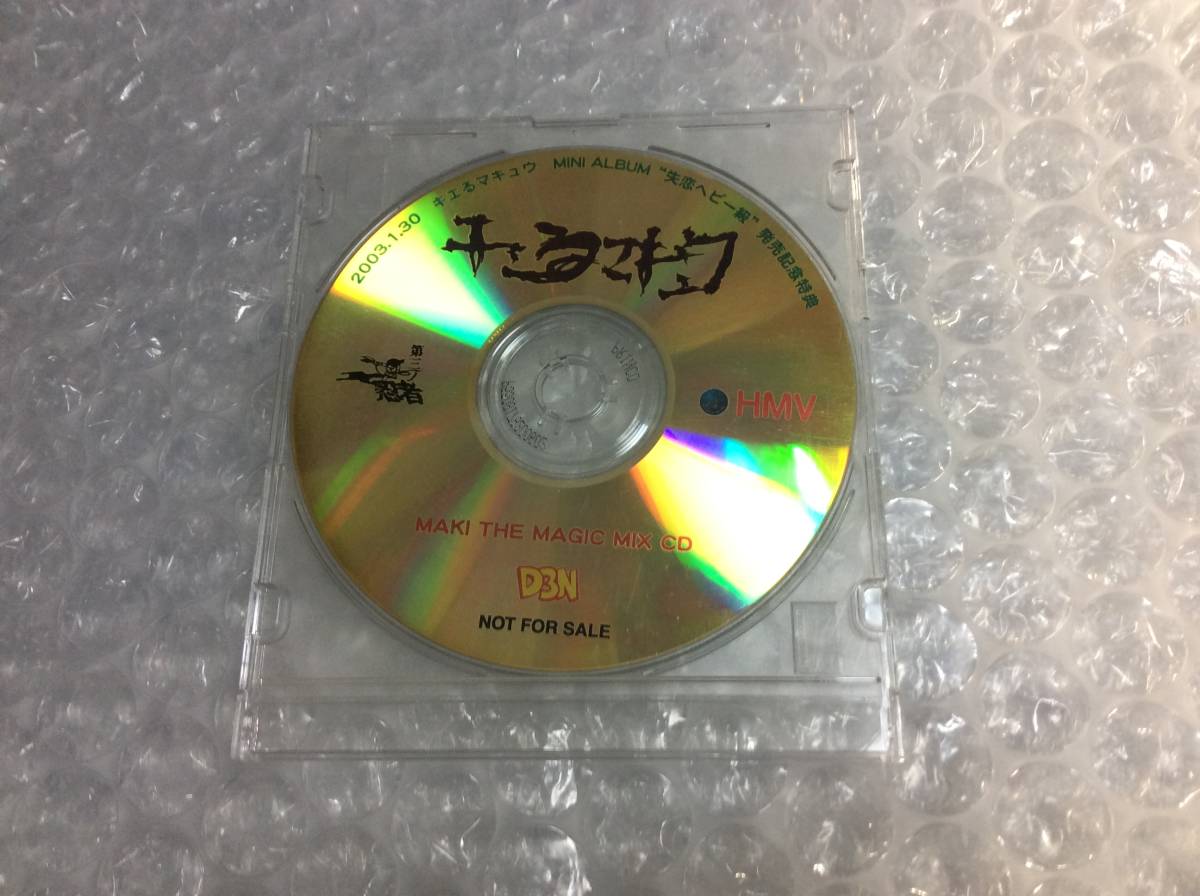 2003.1.30 キエるマキュウ MINI ALBUM “失恋ヘビー級” 発売記念特典
キエるマキュウ
第三
忍者
HMV
MAKI THE MAGIC MIX CD
D3N
NOT FOR SALE